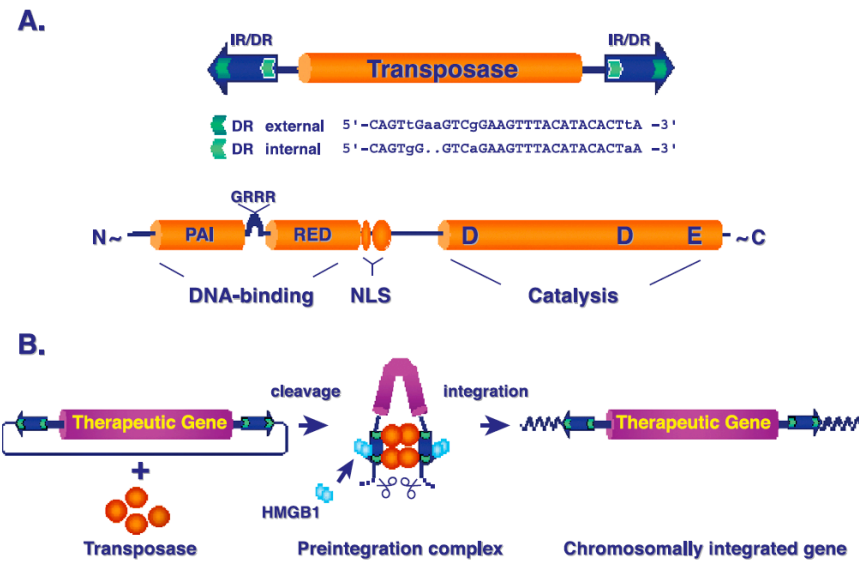 A.
IR/DR IR/DR
Transposase
DR external 5'-CAGTtGaaGTCgGAAGTTTACATACACTtA -3'
DR internal 5'-CAGTgG..GTCaGAAGTTTACATACACTaA -3'
GRRR
N~ PAI RED D D E ~C
DNA-binding NLS Catalysis
B.
cleavage integration
Therapeutic Gene Therapeutic Gene
+
HMGB1
Transposase Preintegration complex Chromosomally integrated gene